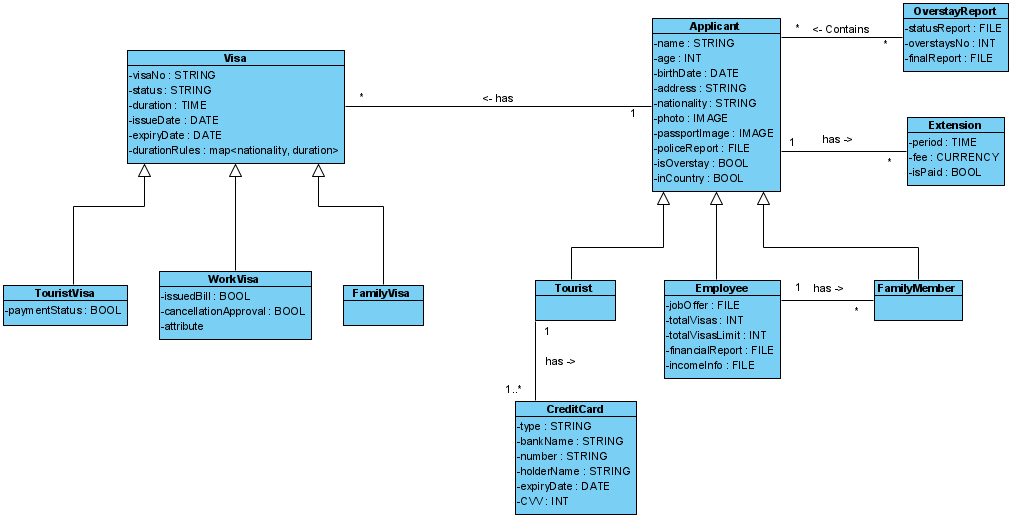 OverstayReport
-statusReport : FILE
-overstaysNo : INT
-finalReport : FILE
Applicant
-name : STRING
-age : INT
-birthDate : DATE
-address : STRING
-nationality : STRING
-photo : IMAGE
-passportImage : IMAGE
-policeReport : FILE
-isOverstay : BOOL
-inCountry : BOOL
* <- Contains
*
Visa
-visaNo : STRING
-status : STRING
-duration : TIME
-issueDate : DATE
-expiryDate : DATE
-durationRules : map<nationality, duration>
* <- has
1
Extension
-period : TIME
-fee : CURRENCY
-isPaid : BOOL
1 has ->
*
TouristVisa
-paymentStatus : BOOL
WorkVisa
-issuedBill : BOOL
-cancellationApproval : BOOL
-attribute
FamilyVisa
Tourist
Employee
-jobOffer : FILE
-totalVisas : INT
-totalVisasLimit : INT
-financialReport : FILE
-incomeInfo : FILE
1 has ->
*
FamilyMember
1
has ->
1..*
CreditCard
-type : STRING
-bankName : STRING
-number : STRING
-holderName : STRING
-expiryDate : DATE
-CVV : INT